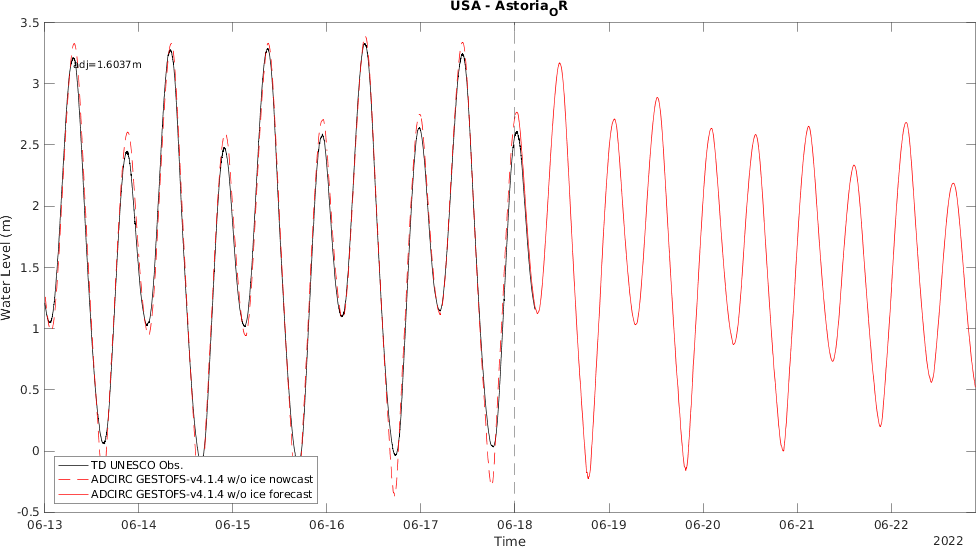 USA - AstoriaOR
adj=1.6037m
Water Level (m)
3.5
3
2.5
2
1.5
1
0.5
0
-0.5
TD UNESCO Obs.
ADCIRC GESTOFS-v4.1.4 w/o ice nowcast
ADCIRC GESTOFS-v4.1.4 w/o ice forecast
06-13 06-14 06-15 06-16 06-17 06-18 06-19 06-20 06-21 06-22
Time
2022